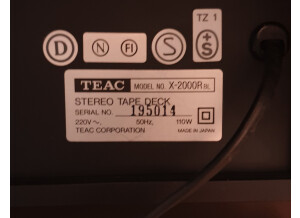 TZ 1
D N FI S +S
TEAC MODEL NO. X-2000R BL
STEREO TAPE DECK
SERIAL NO. 195014
220V~, 50Hz, 110W
TEAC CORPORATION MADE IN JAPAN